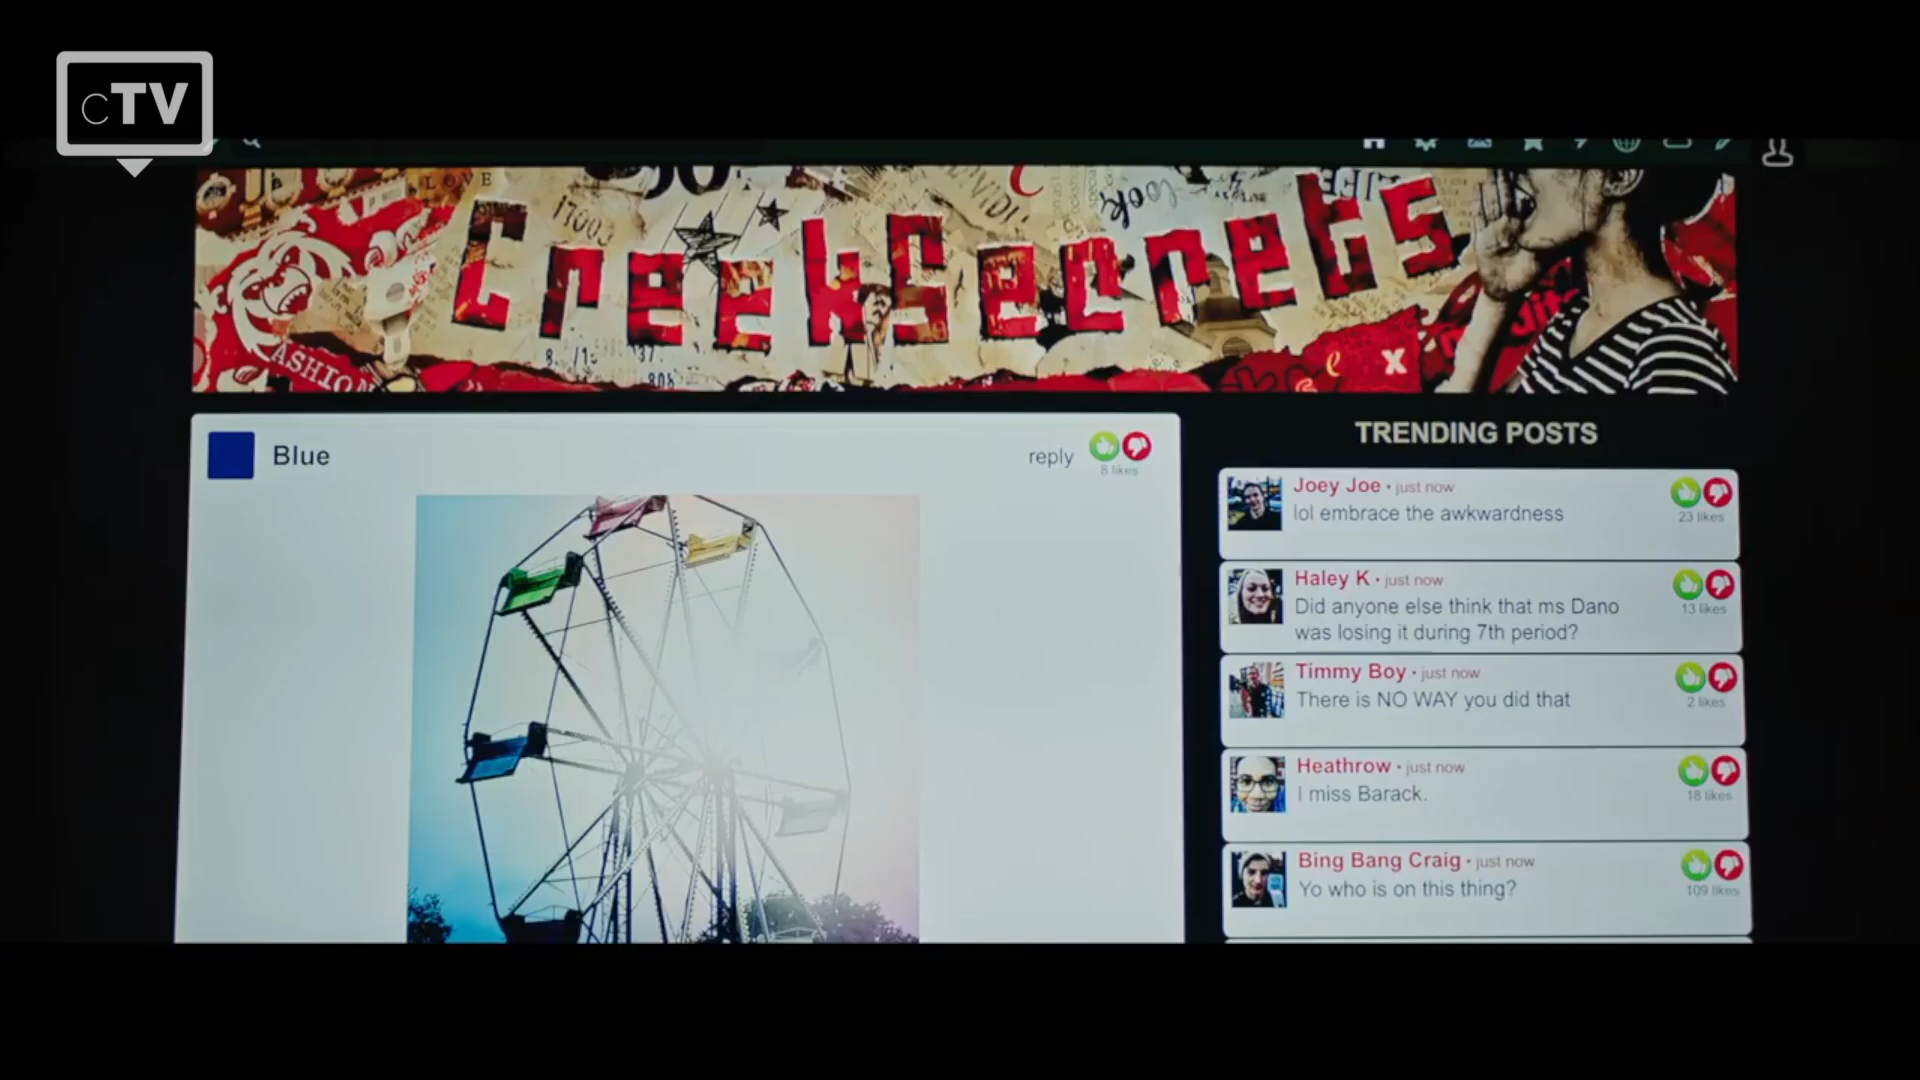 cTV
LOVE
17003
CreekSecrets
ASHION
TRENDING POSTS
Blue
reply
8 likes
Joey Joe • just now
lol embrace the awkwardness
23 likes
Haley K • just now
Did anyone else think that ms Dano
was losing it during 7th period?
13 likes
Timmy Boy • just now
There is NO WAY you did that
2 likes
Heathrow • just now
I miss Barack.
18 likes
Bing Bang Craig • just now
Yo who is on this thing?
109 likes